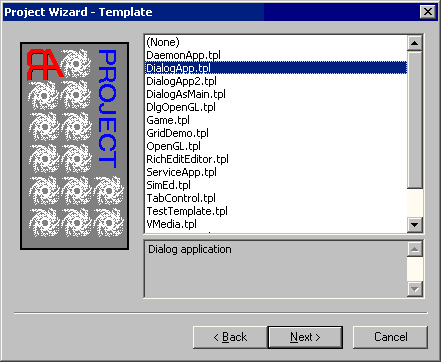 Project Wizard - Template
PROJECT
(None)
DaemonApp.tpl
DialogApp.tpl
DialogApp2.tpl
DialogAsMain.tpl
DlgOpenGL.tpl
Game.tpl
GridDemo.tpl
OpenGL.tpl
RichEditEditor.tpl
ServiceApp.tpl
SimEd.tpl
TabControl.tpl
TestTemplate.tpl
VMedia.tpl
Dialog application
< Back
Next >
Cancel